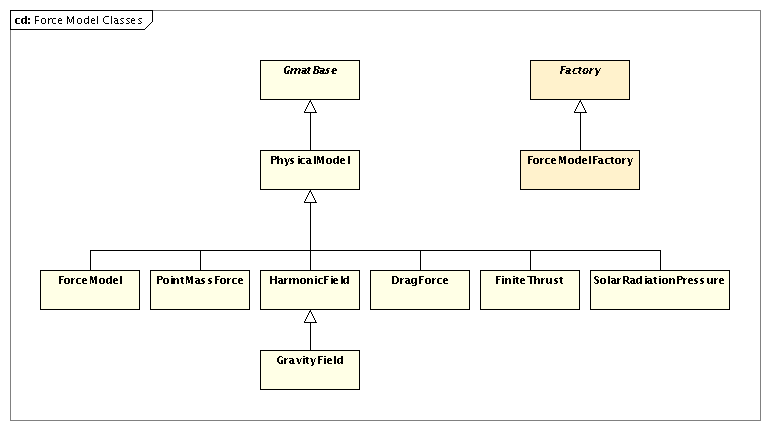 cd: Force Model Classes
GmatBase
Factory
PhysicalModel
ForceModelFactory
ForceModel
PointMassForce
HarmonicField
DragForce
FiniteThrust
SolarRadiationPressure
GravityField